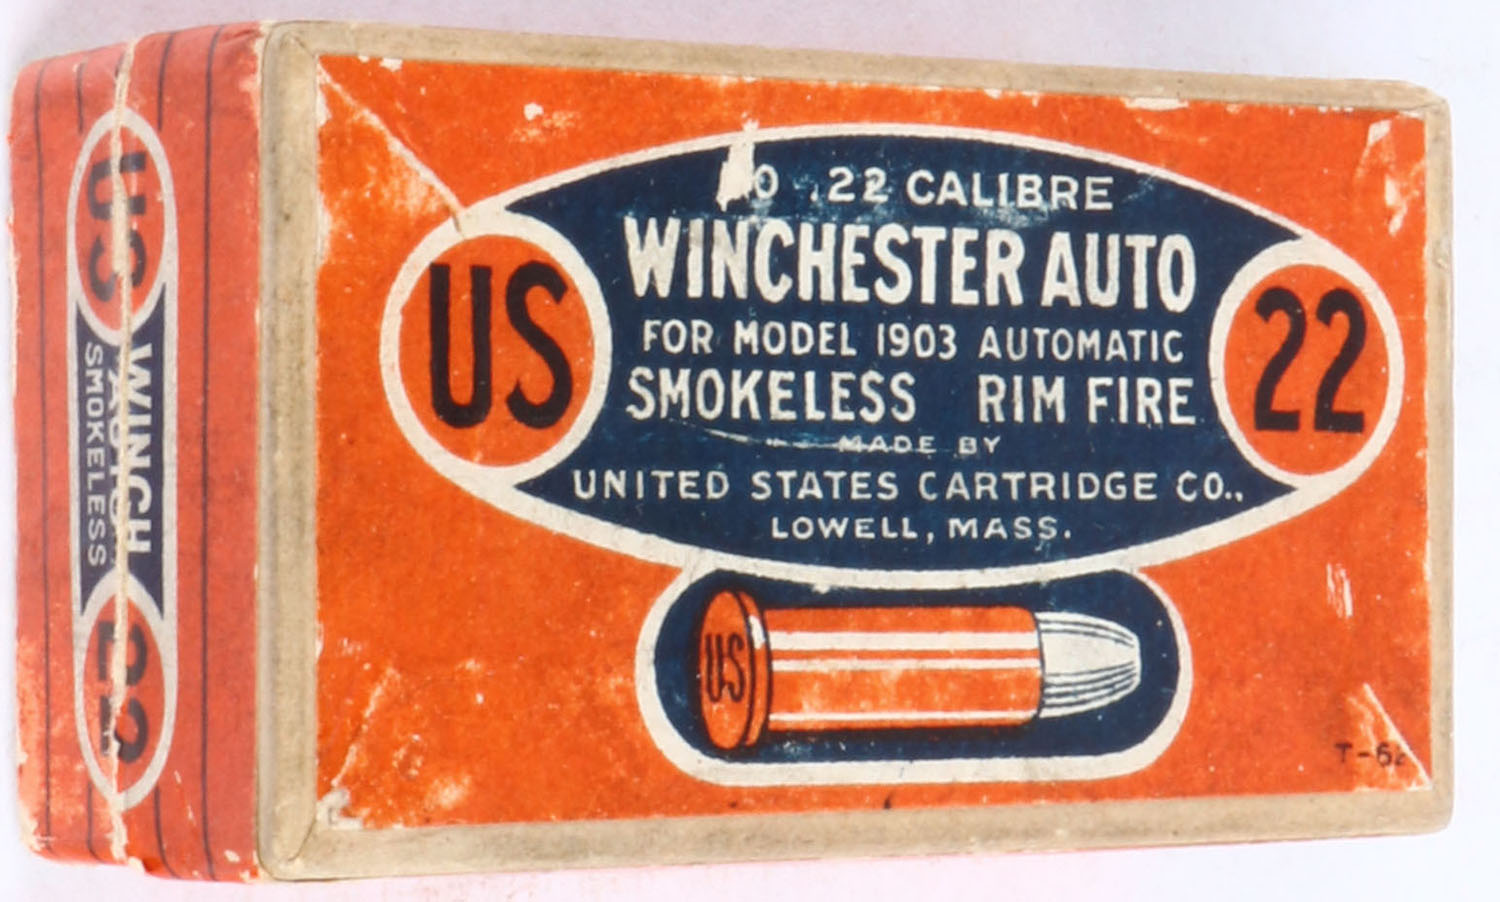 US
WINCH
AUTO
SMOKELESS
22
.22 CALIBRE
WINCHESTER AUTO
FOR MODEL 1903 AUTOMATIC
SMOKELESS RIM FIRE
MADE BY
UNITED STATES CARTRIDGE CO.,
LOWELL, MASS.
US
22
US